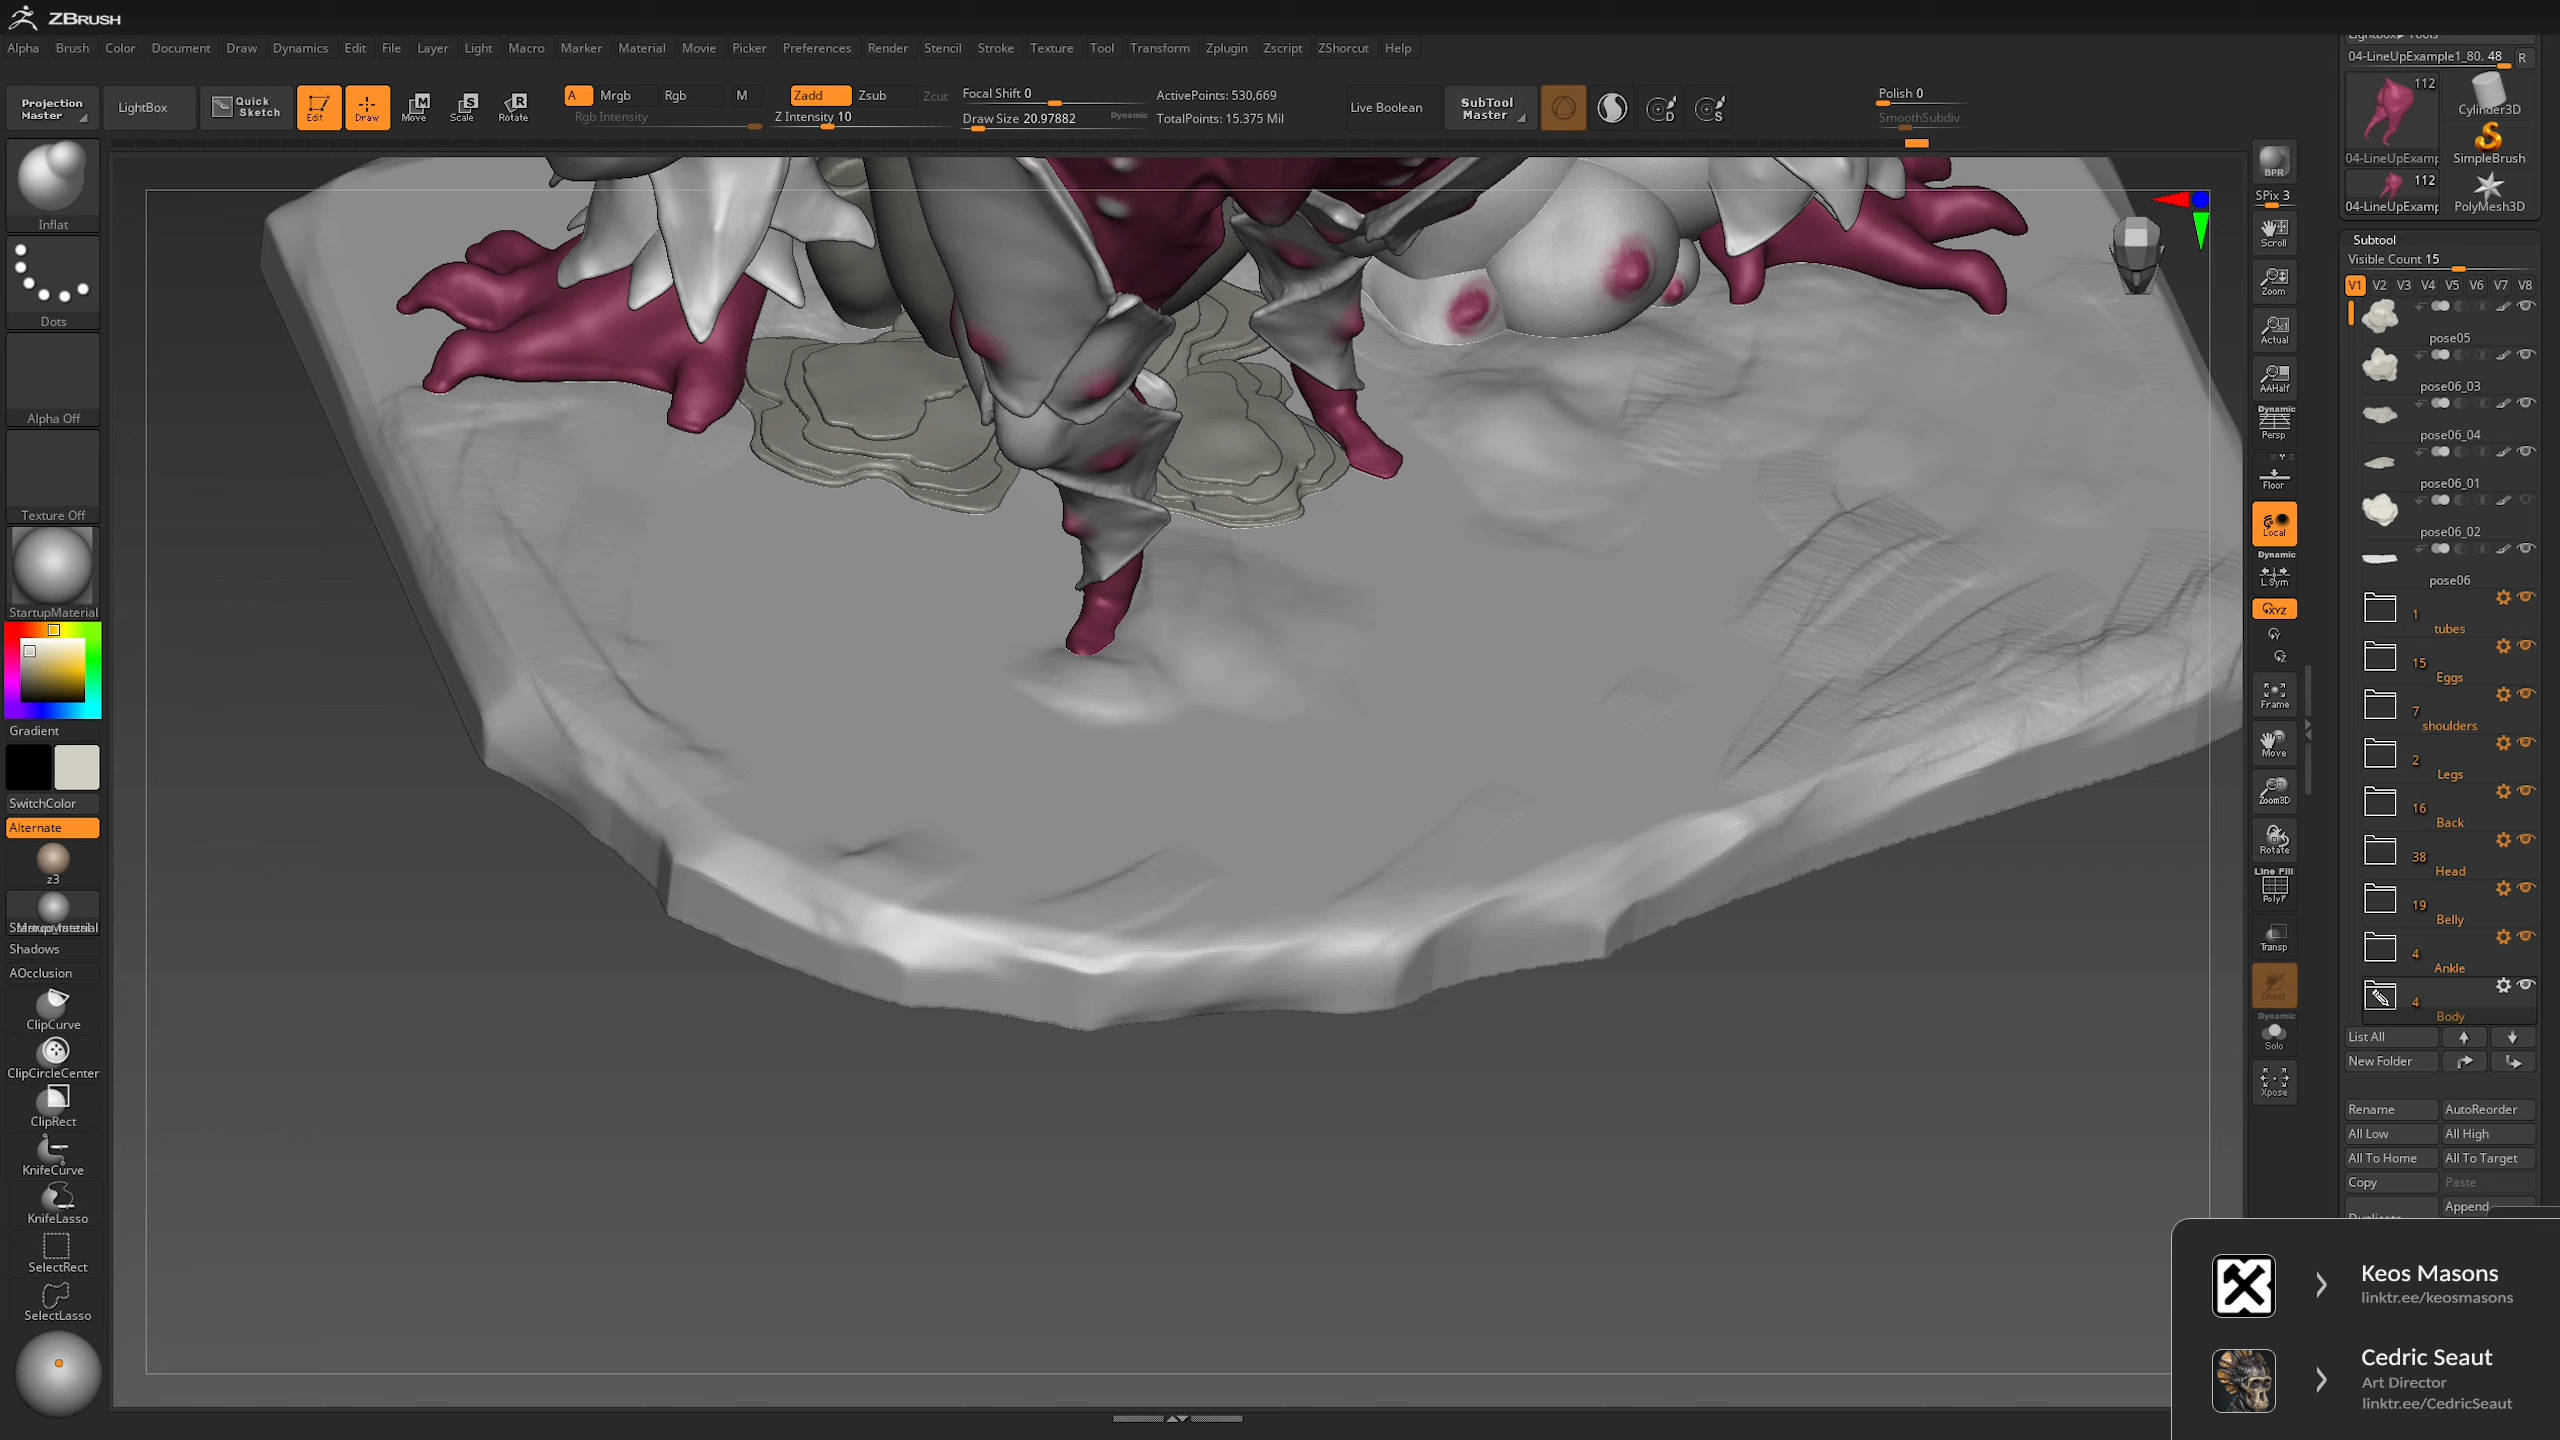 ZBRUSH
Alpha Brush Color Document Draw Dynamics Edit File Layer Light Macro Marker Material Movie Picker Preferences Render Stencil Stroke Texture Tool Transform Zplugin Zscript ZShorcut Help
Projection Master
LightBox
Quick Sketch
Edit
Draw
Move
Scale
Rotate
A Mrgb Rgb M
Rgb Intensity
Zadd Zsub Zcut
Z Intensity 10
Focal Shift 0
Draw Size 20.97882
Dynamic
ActivePoints: 530,669
TotalPoints: 15.375 Mil
Live Boolean
SubTool Master
Polish 0
SmoothSubdiv
Inflat
Dots
Alpha Off
Texture Off
StartupMaterial
Gradient
SwitchColor
Alternate
z3
Shadows
AOcclusion
ClipCurve
ClipCircleCenter
ClipRect
KnifeCurve
KnifeLasso
SelectRect
SelectLasso
BPR
SPix 3
Scroll
Zoom
Actual
AAHalf
Dynamic
Persp
Floor
Local
Dynamic
L.Sym
XYZ
Frame
Move
Zoom3D
Rotate
Line Fill
PolyF
Transp
Ghost
Dynamic
Solo
Xpose
Lightbox▸ Tools
04-LineUpExample1_80. 48 R
112
04-LineUpExamp
Cylinder3D
SimpleBrush
112
04-LineUpExamp
PolyMesh3D
Subtool
Visible Count 15
V1 V2 V3 V4 V5 V6 V7 V8
pose05
pose06_03
pose06_04
pose06_01
pose06_02
pose06
1
tubes
15
Eggs
7
shoulders
2
Legs
16
Back
38
Head
19
Belly
4
Ankle
4
Body
List All
New Folder
Rename AutoReorder
All Low All High
All To Home All To Target
Copy Paste
Append
Keos Masons
linktr.ee/keosmasons
Cedric Seaut
Art Director
linktr.ee/CedricSeaut